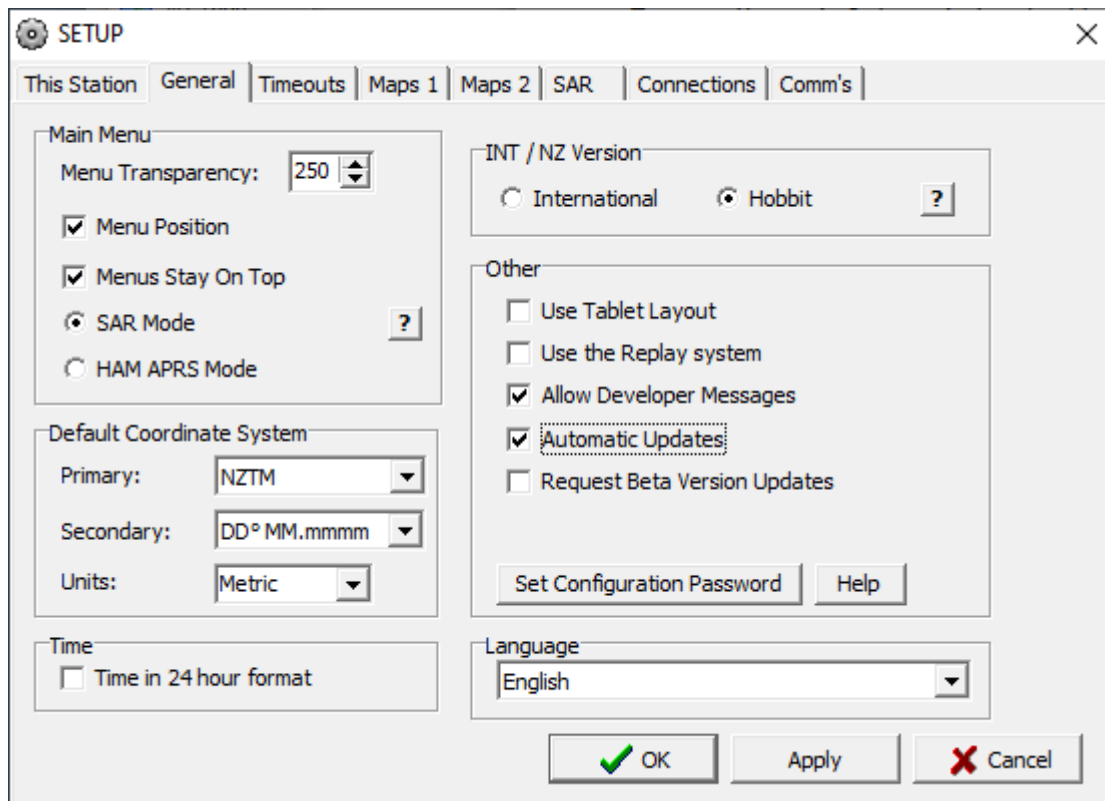 SETUP
This Station General Timeouts Maps 1 Maps 2 SAR Connections Comm's
Main Menu
Menu Transparency: 250
Menu Position
Menus Stay On Top
SAR Mode ?
HAM APRS Mode
Default Coordinate System
Primary: NZTM
Secondary: DD° MM.mmmm
Units: Metric
Time
Time in 24 hour format
INT / NZ Version
International Hobbit ?
Other
Use Tablet Layout
Use the Replay system
Allow Developer Messages
Automatic Updates
Request Beta Version Updates
Set Configuration Password Help
Language
English
OK Apply Cancel